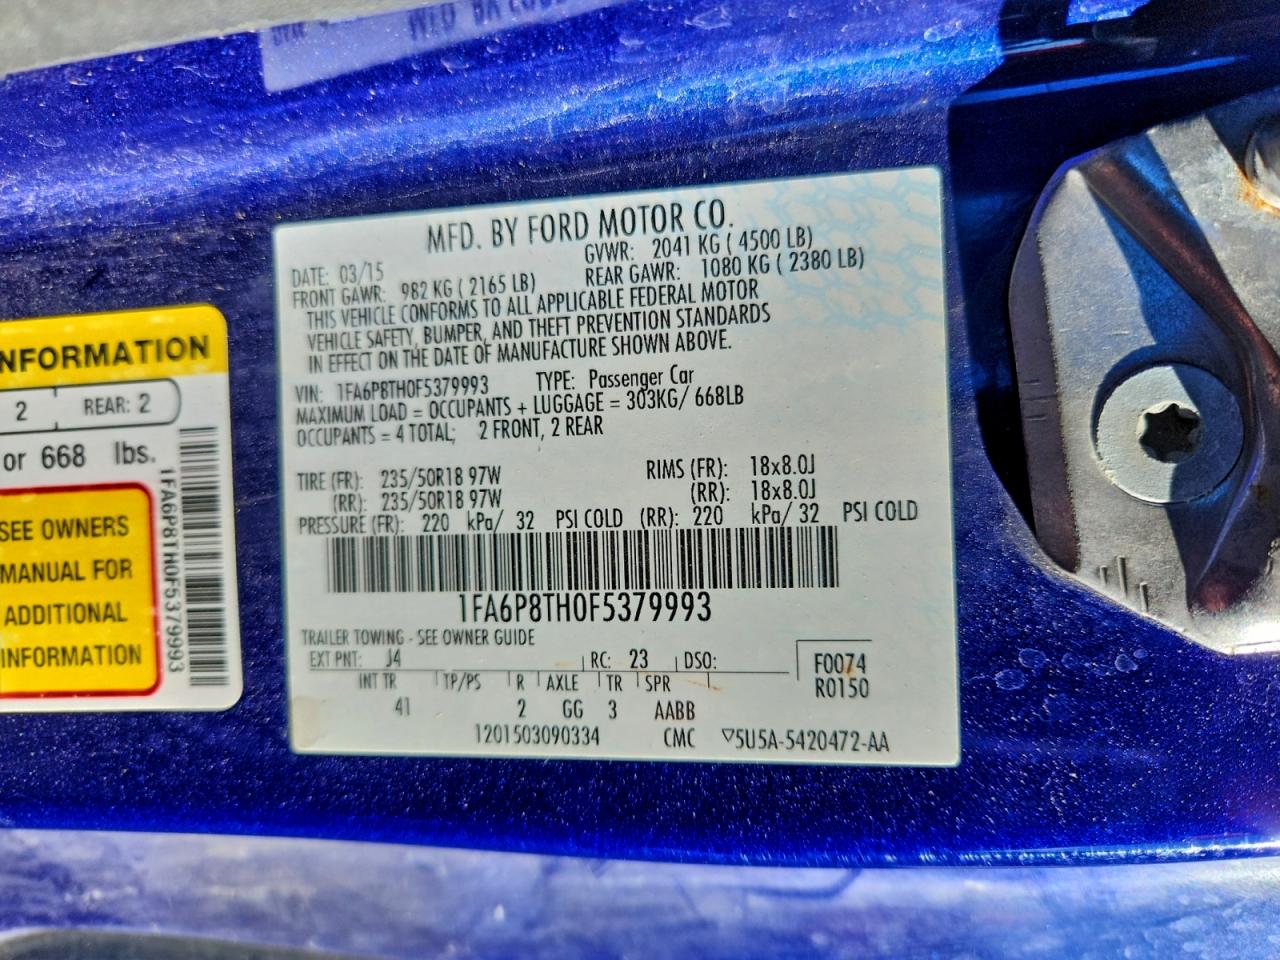 MFD. BY FORD MOTOR CO.
DATE: 03/15 GVWR: 2041 KG ( 4500 LB)
FRONT GAWR: 982 KG ( 2165 LB) REAR GAWR: 1080 KG ( 2380 LB)
THIS VEHICLE CONFORMS TO ALL APPLICABLE FEDERAL MOTOR
VEHICLE SAFETY, BUMPER, AND THEFT PREVENTION STANDARDS
IN EFFECT ON THE DATE OF MANUFACTURE SHOWN ABOVE.
VIN: 1FA6P8TH0F5379993 TYPE: Passenger Car
MAXIMUM LOAD = OCCUPANTS + LUGGAGE = 303KG/ 668LB
OCCUPANTS = 4 TOTAL; 2 FRONT, 2 REAR
TIRE (FR): 235/50R18 97W RIMS (FR): 18x8.0J
(RR): 235/50R18 97W (RR): 18x8.0J
PRESSURE (FR): 220 kPa/ 32 PSI COLD (RR): 220 kPa/ 32 PSI COLD
1FA6P8TH0F5379993
TRAILER TOWING - SEE OWNER GUIDE
EXT PNT: J4 RC: 23 DSO: F0074
R0150
INT TR TP/PS R AXLE TR SPR
41 2 GG 3 AABB
1201503090334 CMC ▽5U5A-5420472-AA
NFORMATION
2 REAR: 2
or 668 lbs.
SEE OWNERS
MANUAL FOR
ADDITIONAL
INFORMATION
1FA6P8TH0F5379993